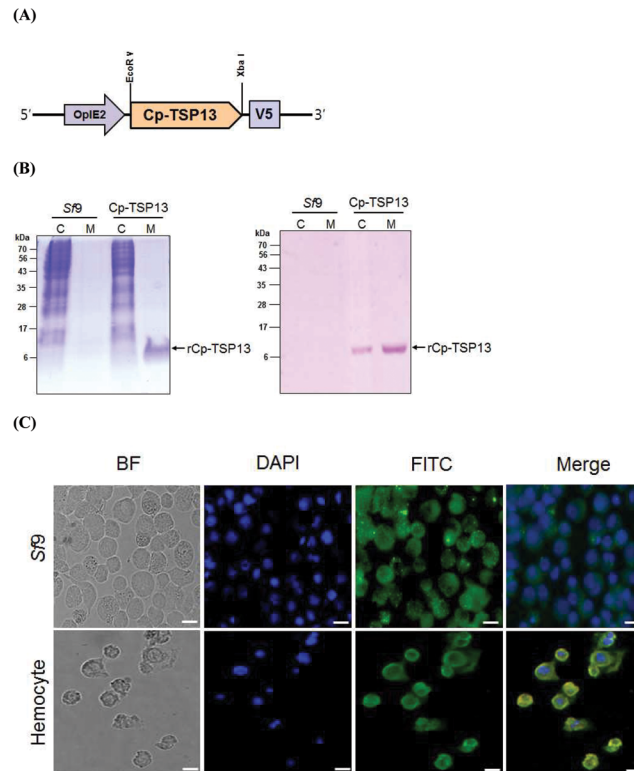 (A)
EcoR V
Xba I
5′ OpIE2 Cp-TSP13 V5 3′
(B)
Sf9 Cp-TSP13
C M C M
kDa
70
56
43
35
28
17
6
rCp-TSP13
Sf9 Cp-TSP13
C M C M
kDa
70
56
43
35
28
17
6
rCp-TSP13
(C)
BF DAPI FITC Merge
Sf9
Hemocyte